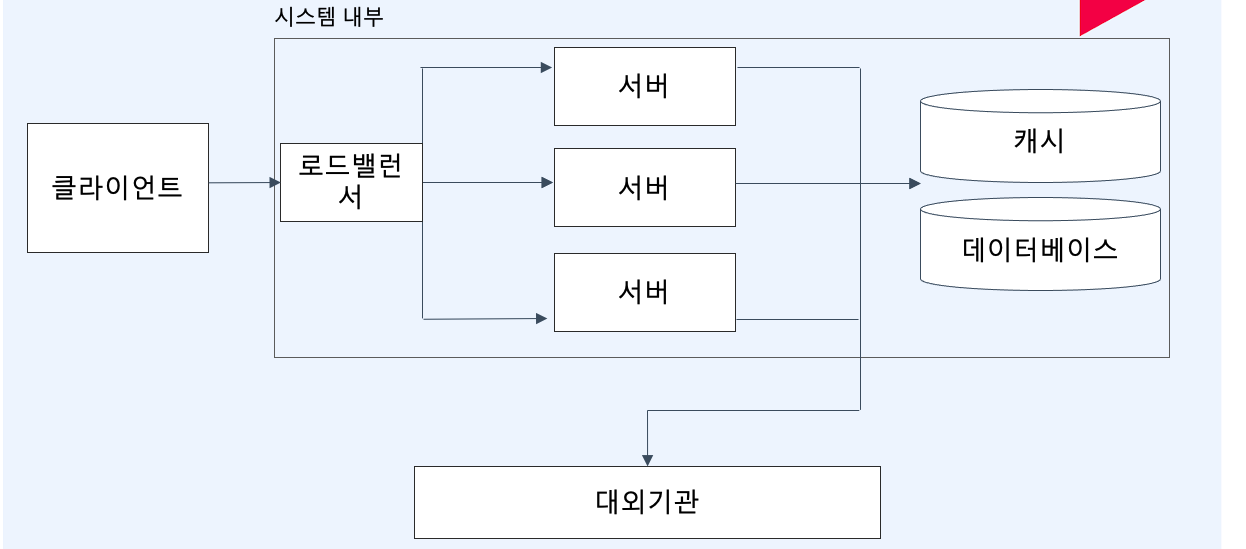 시스템 내부
클라이언트
로드밸런
서
서버
서버
서버
캐시
데이터베이스
대외기관